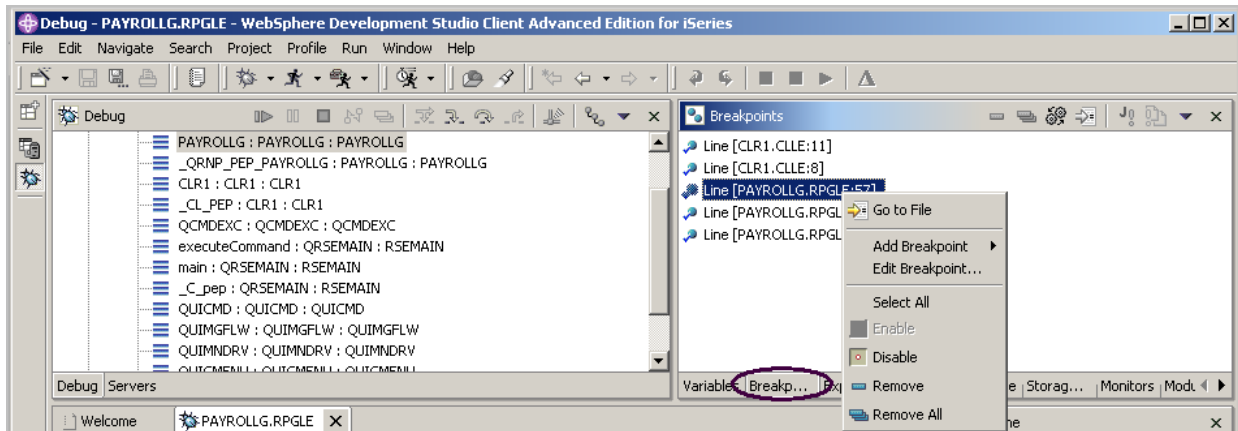 Debug - PAYROLLG.RPGLE - WebSphere Development Studio Client Advanced Edition for iSeries
File Edit Navigate Search Project Profile Run Window Help
Debug
PAYROLLG : PAYROLLG : PAYROLLG
_QRNP_PEP_PAYROLLG : PAYROLLG : PAYROLLG
CLR1 : CLR1 : CLR1
_CL_PEP : CLR1 : CLR1
QCMDEXC : QCMDEXC : QCMDEXC
executeCommand : QRSEMAIN : RSEMAIN
main : QRSEMAIN : RSEMAIN
_C_pep : QRSEMAIN : RSEMAIN
QUICMD : QUICMD : QUICMD
QUIMGFLW : QUIMGFLW : QUIMGFLW
QUIMNDRV : QUIMNDRV : QUIMNDRV
QUICMENU : QUICMENU : QUICMENU
Debug Servers
Breakpoints
Line [CLR1.CLLE:11]
Line [CLR1.CLLE:8]
Line [PAYROLLG.RPGLE:57]
Line [PAYROLLG.RPGL
Line [PAYROLLG.RPGL
Go to File
Add Breakpoint
Edit Breakpoint...
Select All
Enable
Disable
Remove
Remove All
Variables Breakp... e Storag... Monitors Modu
Welcome PAYROLLG.RPGLE